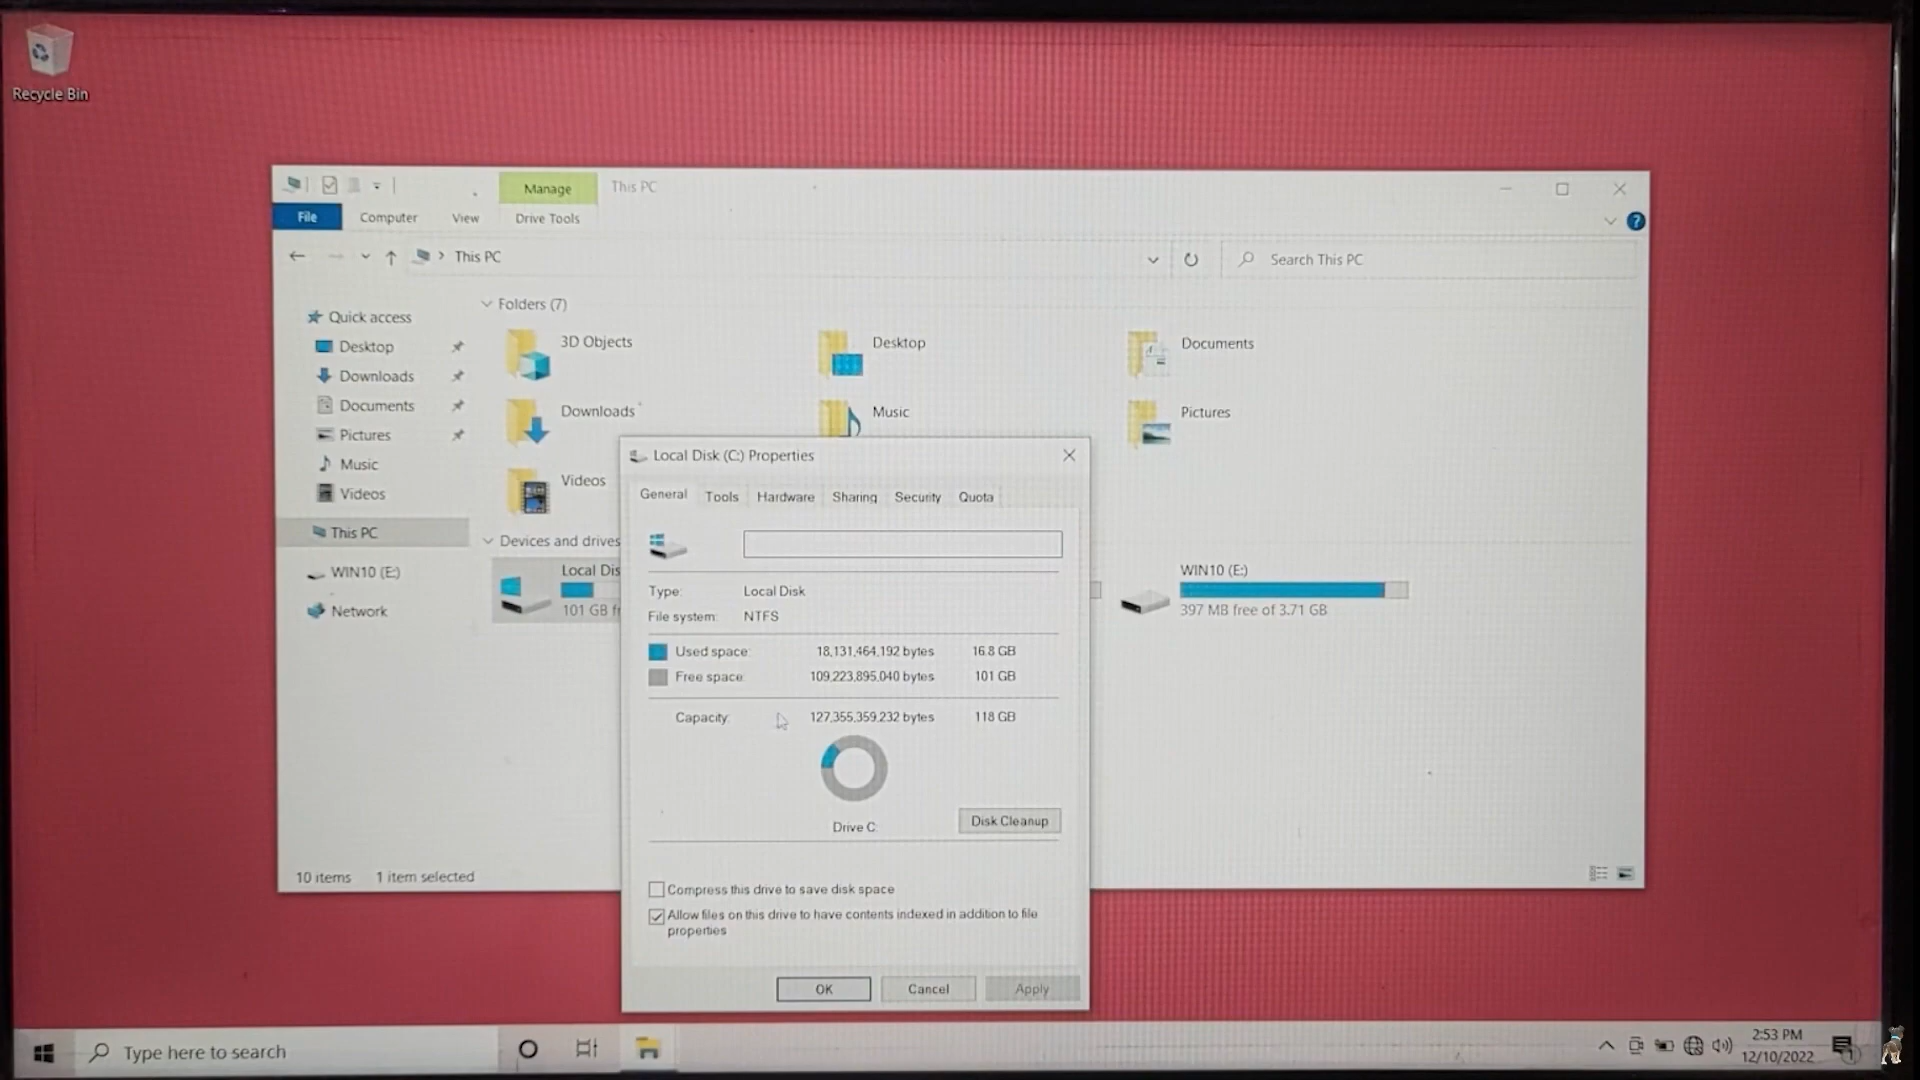 Recycle Bin
Manage
This PC
File
Computer
View
Drive Tools
This PC
Search This PC
Quick access
Desktop
Downloads
Documents
Pictures
Music
Videos
This PC
WIN10 (E:)
Network
Folders (7)
3D Objects
Desktop
Documents
Downloads
Music
Pictures
Videos
Devices and drives
Local Dis
101 GB fr
WIN10 (E:)
397 MB free of 3.71 GB
10 items 1 item selected
Local Disk (C:) Properties
General Tools Hardware Sharing Security Quota
Type: Local Disk
File system: NTFS
Used space: 18,131,464,192 bytes 16.8 GB
Free space: 109,223,895,040 bytes 101 GB
Capacity: 127,355,359,232 bytes 118 GB
Drive C:
Disk Cleanup
Compress this drive to save disk space
Allow files on this drive to have contents indexed in addition to file
properties
OK Cancel Apply
Type here to search
2:53 PM
12/10/2022
1